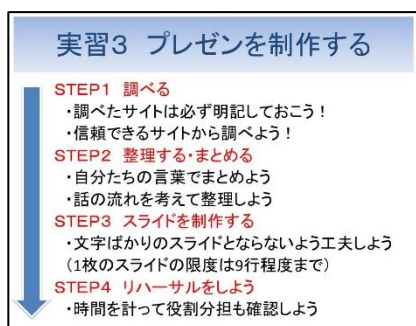 実習3 プレゼンを制作する
STEP1 調べる
・調べたサイトは必ず明記しておこう！
・信頼できるサイトから調べよう！
STEP2 整理する・まとめる
・自分たちの言葉でまとめよう
・話の流れを考えて整理しよう
STEP3 スライドを制作する
・文字ばかりのスライドとならないよう工夫しよう
（1枚のスライドの限度は9行程度まで）
STEP4 リハーサルをしよう
・時間を計って役割分担も確認しよう